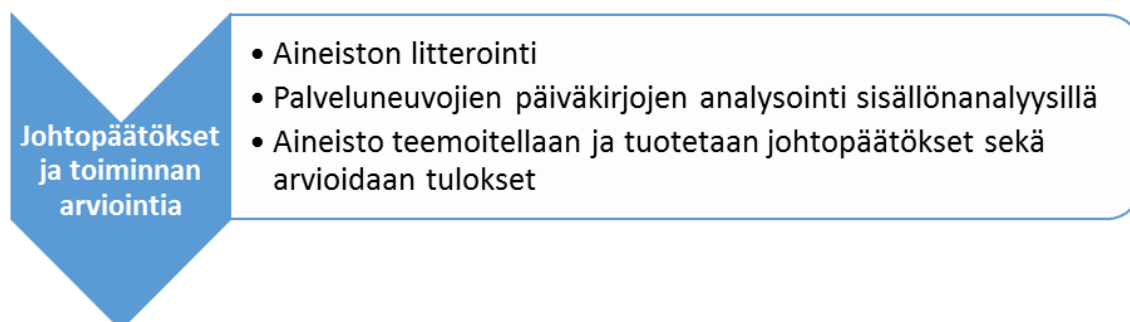 Johtopäätökset
ja toiminnan
arviointia
• Aineiston litterointi
• Palveluneuvojien päiväkirjojen analysointi sisällönanalyysillä
• Aineisto teemoitellaan ja tuotetaan johtopäätökset sekä
arvioidaan tulokset